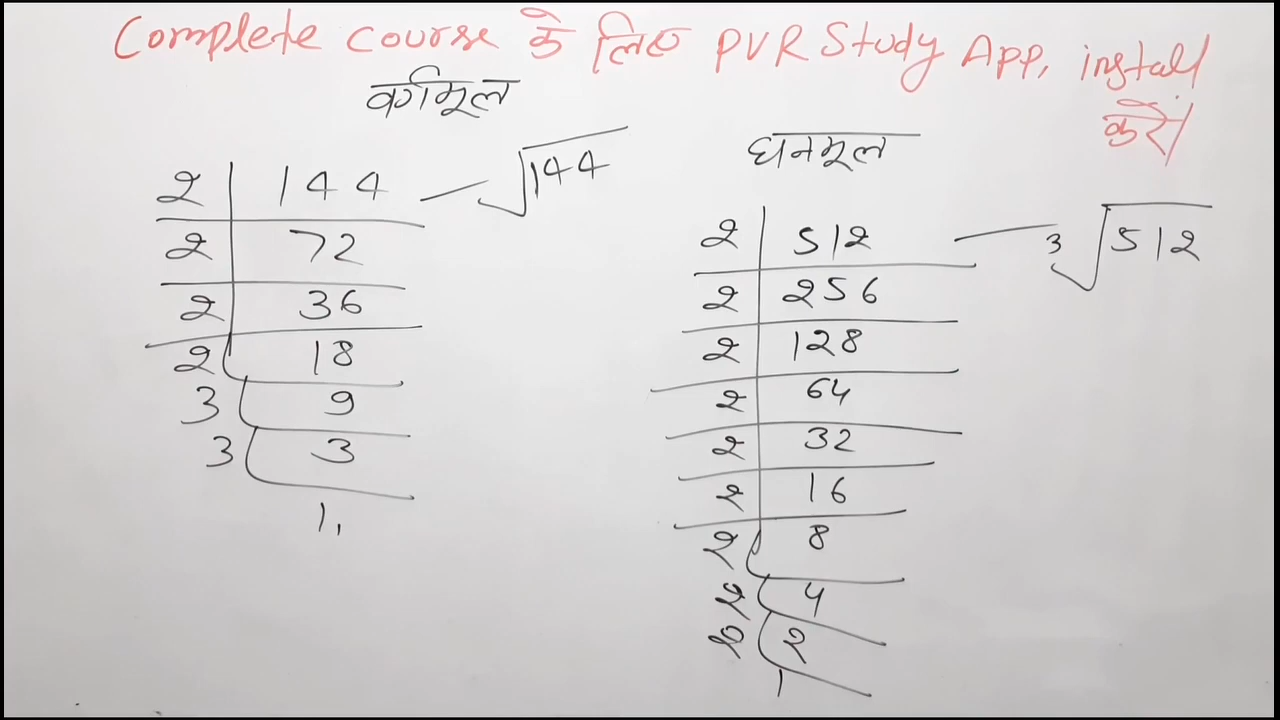 Complete course के लिए PVR Study App, install
करें।
वर्गमूल
2 | 144 — √144
2 | 72
2 | 36
2 | 18
3 | 9
3 | 3
1,
घनमूल
2 | 512 — ³√512
2 | 256
2 | 128
2 | 64
2 | 32
2 | 16
2 | 8
2 | 4
2 | 2
1